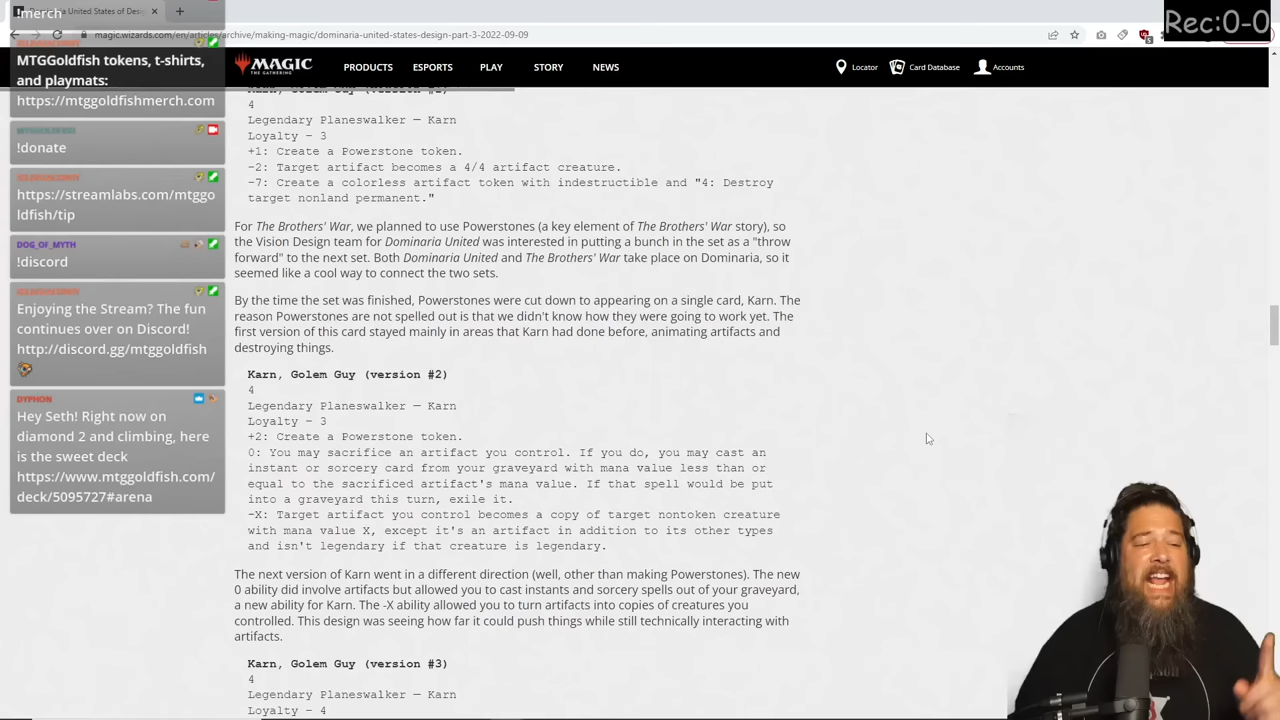 !merch
MTGGoldfish tokens, t-shirts,
and playmats:
https://mtggoldfishmerch.com
!donate
https://streamlabs.com/mtggo
ldfish/tip
DOG_OF_MYTH
!discord
Enjoying the Stream? The fun
continues over on Discord!
http://discord.gg/mtggoldfish
DYPHON
Hey Seth! Right now on
diamond 2 and climbing, here
is the sweet deck
https://www.mtggoldfish.com/
deck/5095727#arena
United States of Desig
magic.wizards.com/en/articles/archive/making-magic/dominaria-united-states-design-part-3-2022-09-09
Rec:0-0
MAGIC
THE GATHERING
PRODUCTS
ESPORTS
PLAY
STORY
NEWS
Locator
Card Database
Accounts
Karn, Golem Guy (version #1)
4
Legendary Planeswalker — Karn
Loyalty – 3
+1: Create a Powerstone token.
-2: Target artifact becomes a 4/4 artifact creature.
-7: Create a colorless artifact token with indestructible and "4: Destroy
target nonland permanent."
For The Brothers' War, we planned to use Powerstones (a key element of The Brothers' War story), so
the Vision Design team for Dominaria United was interested in putting a bunch in the set as a "throw
forward" to the next set. Both Dominaria United and The Brothers' War take place on Dominaria, so it
seemed like a cool way to connect the two sets.
By the time the set was finished, Powerstones were cut down to appearing on a single card, Karn. The
reason Powerstones are not spelled out is that we didn't know how they were going to work yet. The
first version of this card stayed mainly in areas that Karn had done before, animating artifacts and
destroying things.
Karn, Golem Guy (version #2)
4
Legendary Planeswalker — Karn
Loyalty – 3
+2: Create a Powerstone token.
0: You may sacrifice an artifact you control. If you do, you may cast an
instant or sorcery card from your graveyard with mana value less than or
equal to the sacrificed artifact's mana value. If that spell would be put
into a graveyard this turn, exile it.
-X: Target artifact you control becomes a copy of target nontoken creature
with mana value X, except it's an artifact in addition to its other types
and isn't legendary if that creature is legendary.
The next version of Karn went in a different direction (well, other than making Powerstones). The new
0 ability did involve artifacts but allowed you to cast instants and sorcery spells out of your graveyard,
a new ability for Karn. The -X ability allowed you to turn artifacts into copies of creatures you
controlled. This design was seeing how far it could push things while still technically interacting with
artifacts.
Karn, Golem Guy (version #3)
4
Legendary Planeswalker — Karn
Loyalty – 4